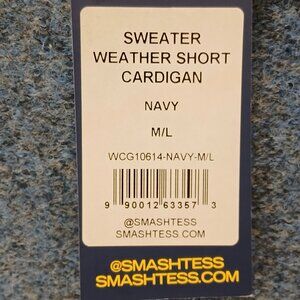 SWEATER
WEATHER SHORT
CARDIGAN
NAVY
M/L
WCG10614-NAVY-M/L
9 90012 63357 3
@SMASHTESS
SMASHTESS.COM
@SMASHTESS
SMASHTESS.COM